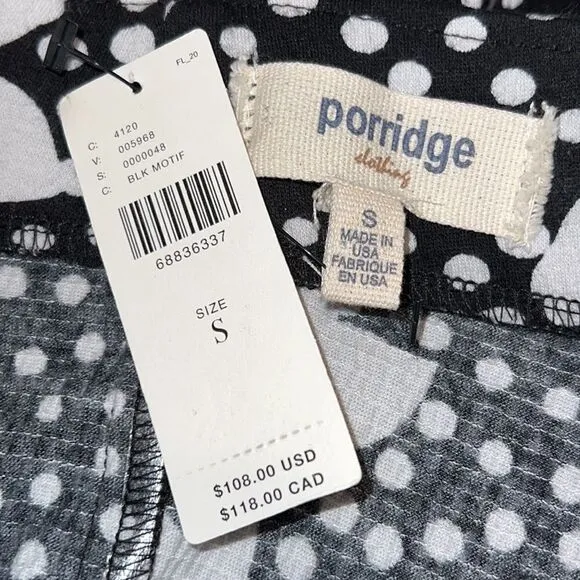 FL_20
C: 4120
V: 005968
S: 0000048
C: BLK MOTIF
68836337
SIZE
S
$108.00 USD
$118.00 CAD
porridge
clothing
S
MADE IN
USA
FABRIQUE
EN USA